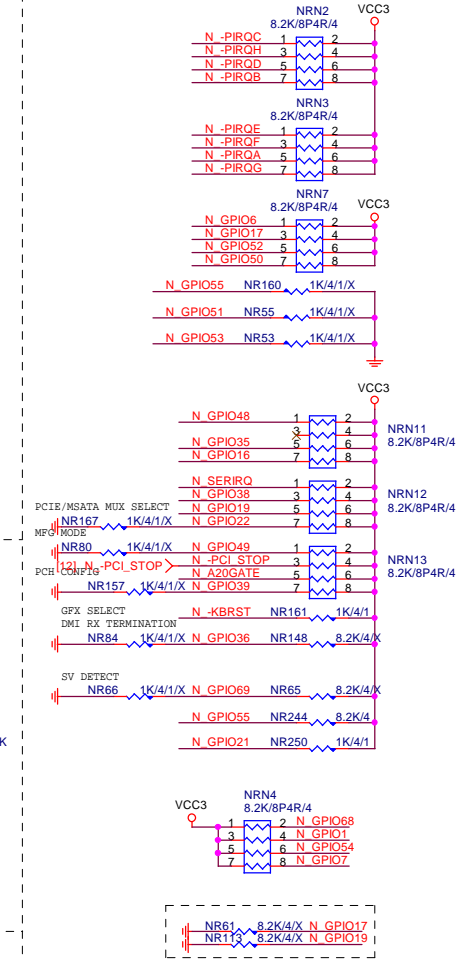 NRN2
VCC3
8.2K/8P4R/4
N_-PIRQC 1 2
N_-PIRQH 3 4
N_-PIRQD 5 6
N_-PIRQB 7 8
NRN3
8.2K/8P4R/4
N_-PIRQE 1 2
N_-PIRQF 3 4
N_-PIRQA 5 6
N_-PIRQG 7 8
NRN7
8.2K/8P4R/4
VCC3
N_GPIO6 1 2
N_GPIO17 3 4
N_GPIO52 5 6
N_GPIO50 7 8
N_GPIO55 NR160 1K/4/1/X
N_GPIO51 NR55 1K/4/1/X
N_GPIO53 NR53 1K/4/1/X
VCC3
N_GPIO48 1 2
3 4
N_GPIO35 5 6
N_GPIO16 7 8
NRN11
8.2K/8P4R/4
N_SERIRQ 1 2
N_GPIO38 3 4
N_GPIO19 5 6
N_GPIO22 7 8
NRN12
8.2K/8P4R/4
PCIE/MSATA MUX SELECT
NR167 1K/4/1/X
MFG MODE
NR80 1K/4/1/X N_GPIO49 1 2
[12] N_-PCI_STOP N_-PCI_STOP 3 4
N_A20GATE 5 6
PCH CONFIG
NR157 1K/4/1/X N_GPIO39 7 8
NRN13
8.2K/8P4R/4
N_-KBRST NR161 1K/4/1
GFX SELECT
DMI RX TERMINATION
NR84 1K/4/1/X N_GPIO36 NR148 8.2K/4/X
SV DETECT
NR66 1K/4/1/X N_GPIO69 NR65 8.2K/4/X
N_GPIO55 NR244 8.2K/4
N_GPIO21 NR250 1K/4/1
K
NRN4
VCC3
8.2K/8P4R/4
1 2 N_GPIO68
3 4 N_GPIO1
5 6 N_GPIO54
7 8 N_GPIO7
NR61 8.2K/4/X N_GPIO17
NR113 8.2K/4/X N_GPIO19